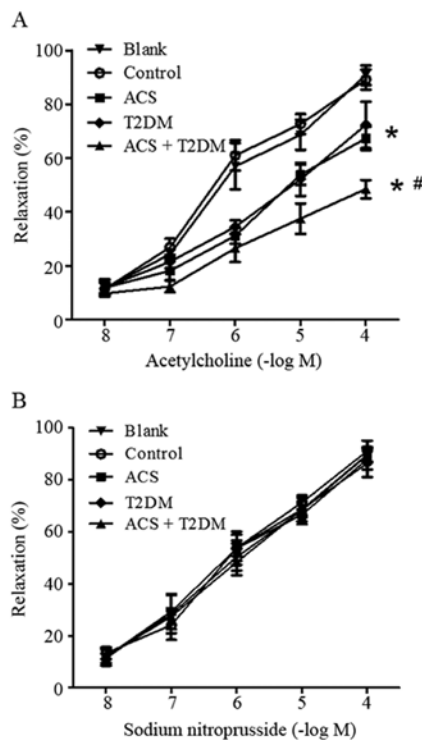 A
Blank
Control
ACS
T2DM
ACS + T2DM
100
80
60
40
20
0
Relaxation (%)
*
* #
8 7 6 5 4
Acetylcholine (-log M)
B
Blank
Control
ACS
T2DM
ACS + T2DM
100
80
60
40
20
0
Relaxation (%)
8 7 6 5 4
Sodium nitroprusside (-log M)